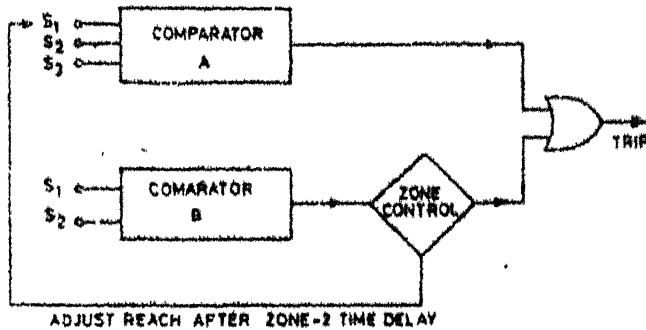 S1
S2
S3
COMPARATOR
A
TRIP
S1
S2
COMARATOR
B
ZONE
CONTROL
ADJUST REACH AFTER ZONE-2 TIME DELAY